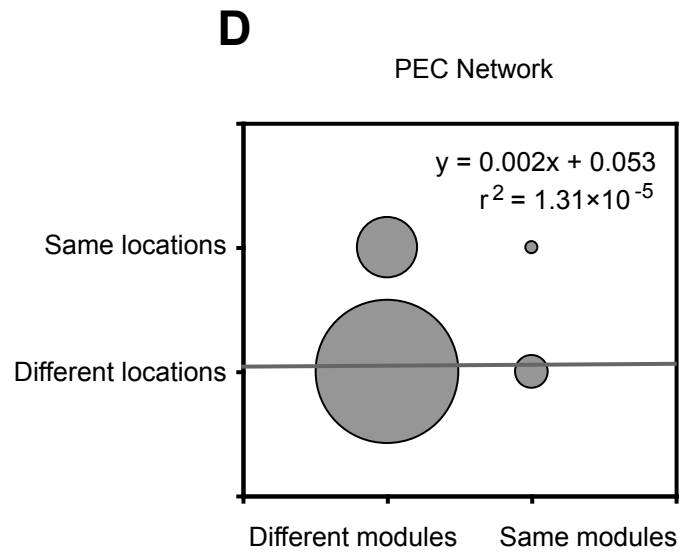 D
PEC Network
y = 0.002x + 0.053
r² = 1.31×10⁻⁵
Same locations
Different locations
Different modules Same modules